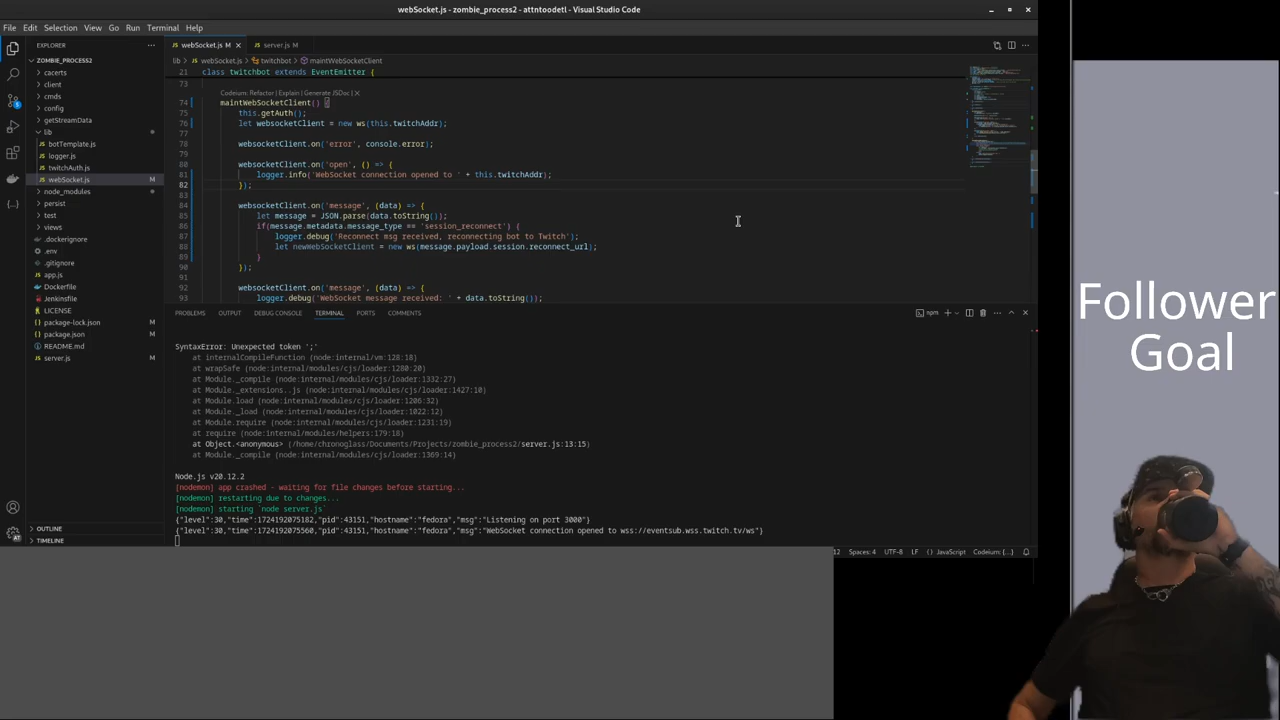 webSocket.js - zombie_process2 - attntoodetl - Visual Studio Code
File Edit Selection View Go Run Terminal Help
EXPLORER
webSocket.js M
server.js M
ZOMBIE_PROCESS2
lib > webSocket.js > twitchbot > maintWebSocketClient
cacerts
client
cmds
config
getStreamData
lib
botTemplate.js
logger.js
twitchAuth.js
webSocket.js M
node_modules
persist
test
views
.dockerignore
.env
.gitignore
app.js
Dockerfile
Jenkinsfile
LICENSE
package-lock.json M
package.json M
README.md
server.js M
OUTLINE
TIMELINE
21 class twitchbot extends EventEmitter {
73
Codeium: Refactor | Explain | Generate JSDoc | X
74 maintWebSocketClient() {
75 this.getAuth();
76 let websocketClient = new ws(this.twitchAddr);
77
78 websocketClient.on('error', console.error);
79
80 websocketClient.on('open', () => {
81 logger.info('WebSocket connection opened to ' + this.twitchAddr);
82 });
83
84 websocketClient.on('message', (data) => {
85 let message = JSON.parse(data.toString());
86 if(message.metadata.message_type == 'session_reconnect') {
87 logger.debug('Reconnect msg received, reconnecting bot to Twitch');
88 let newWebSocketClient = new ws(message.payload.session.reconnect_url);
89 }
90 });
91
92 websocketClient.on('message', (data) => {
93 logger.debug('WebSocket message received: ' + data.toString());
PROBLEMS OUTPUT DEBUG CONSOLE TERMINAL PORTS COMMENTS
npm
SyntaxError: Unexpected token ';'
at internalCompileFunction (node:internal/vm:128:18)
at wrapSafe (node:internal/modules/cjs/loader:1280:20)
at Module._compile (node:internal/modules/cjs/loader:1332:27)
at Module._extensions..js (node:internal/modules/cjs/loader:1427:10)
at Module.load (node:internal/modules/cjs/loader:1206:32)
at Module._load (node:internal/modules/cjs/loader:1022:12)
at Module.require (node:internal/modules/cjs/loader:1231:19)
at require (node:internal/modules/helpers:179:18)
at Object.<anonymous> (/home/chronoglass/Documents/Projects/zombie_process2/server.js:13:15)
at Module._compile (node:internal/modules/cjs/loader:1369:14)
Node.js v20.12.2
[nodemon] app crashed - waiting for file changes before starting...
[nodemon] restarting due to changes...
[nodemon] starting `node server.js`
{"level":30,"time":1724192075182,"pid":43151,"hostname":"fedora","msg":"Listening on port 3000"}
{"level":30,"time":1724192075560,"pid":43151,"hostname":"fedora","msg":"WebSocket connection opened to wss://eventsub.wss.twitch.tv/ws"}
12 Spaces: 4 UTF-8 LF {} JavaScript Codeium: {...}
Follower
Goal